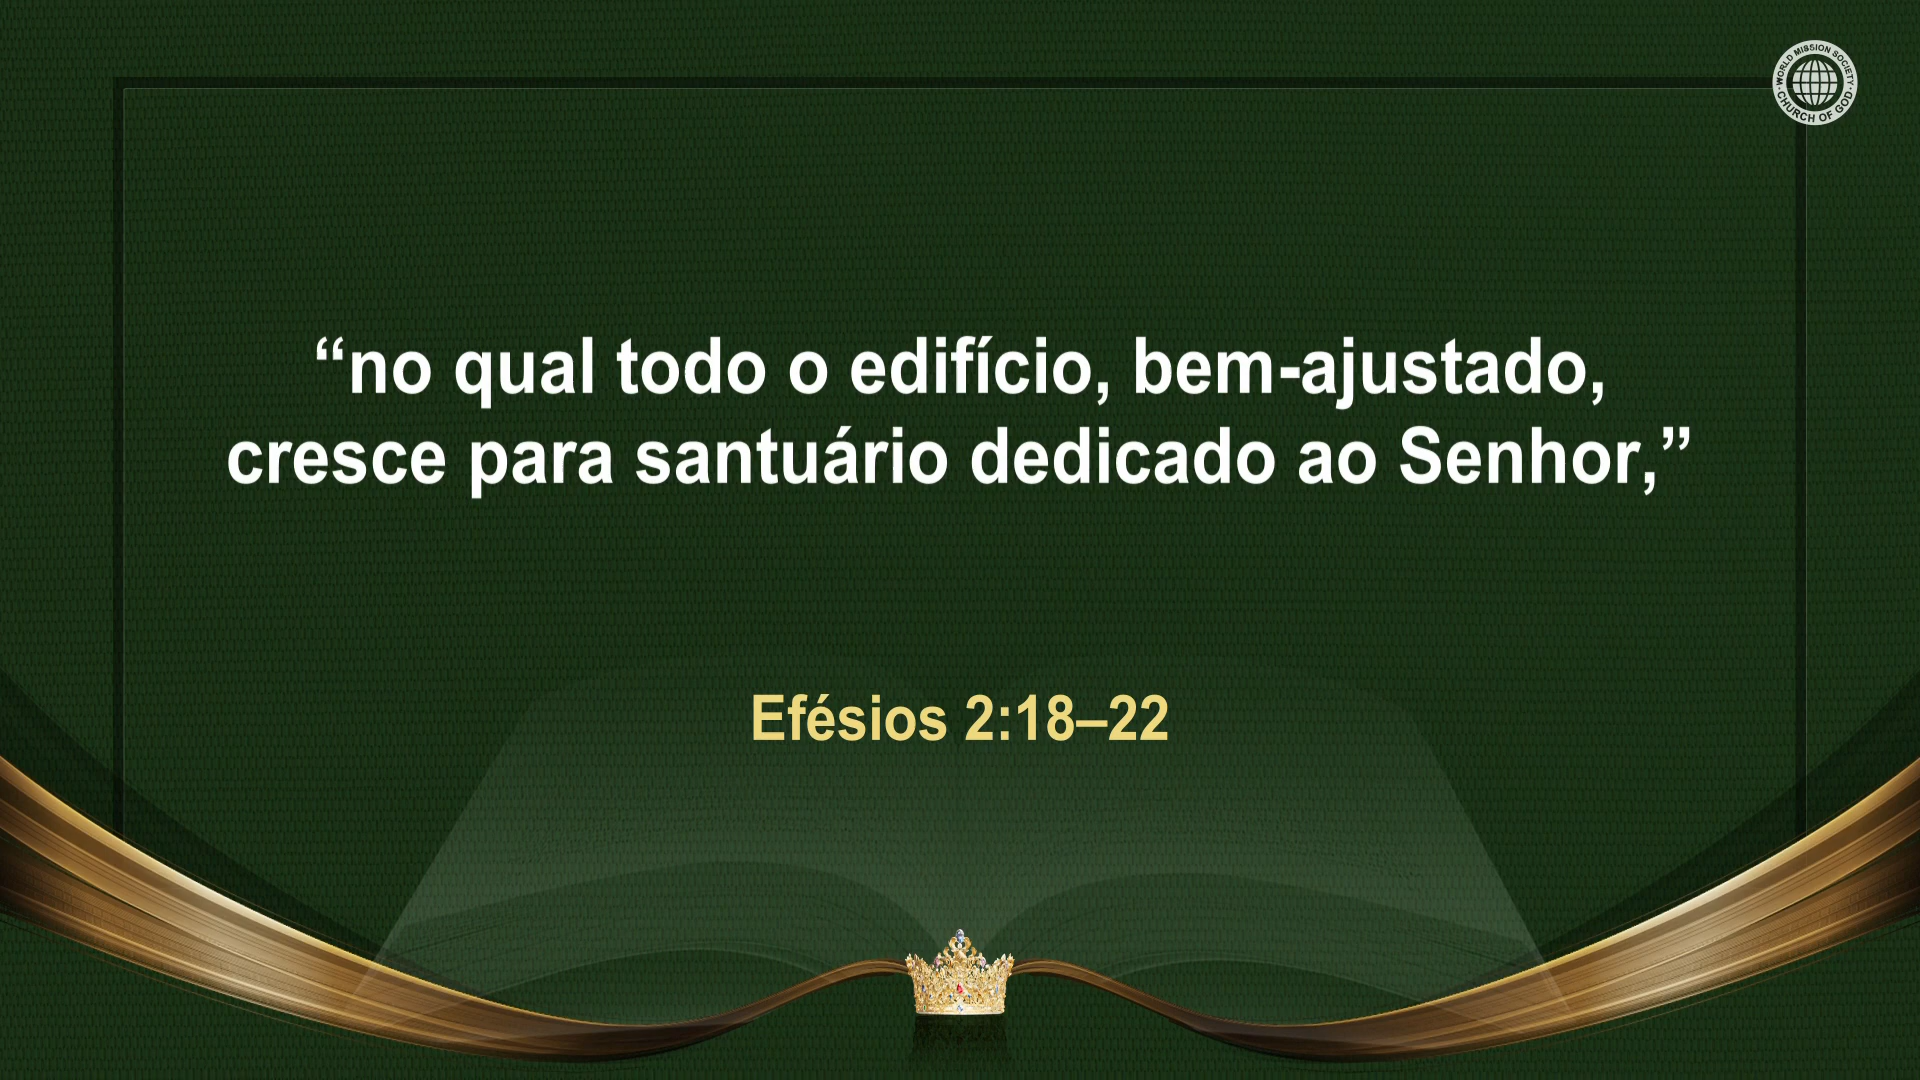 WORLD MISSION SOCIETY
CHURCH OF GOD
“no qual todo o edifício, bem-ajustado,
cresce para santuário dedicado ao Senhor,”
Efésios 2:18–22